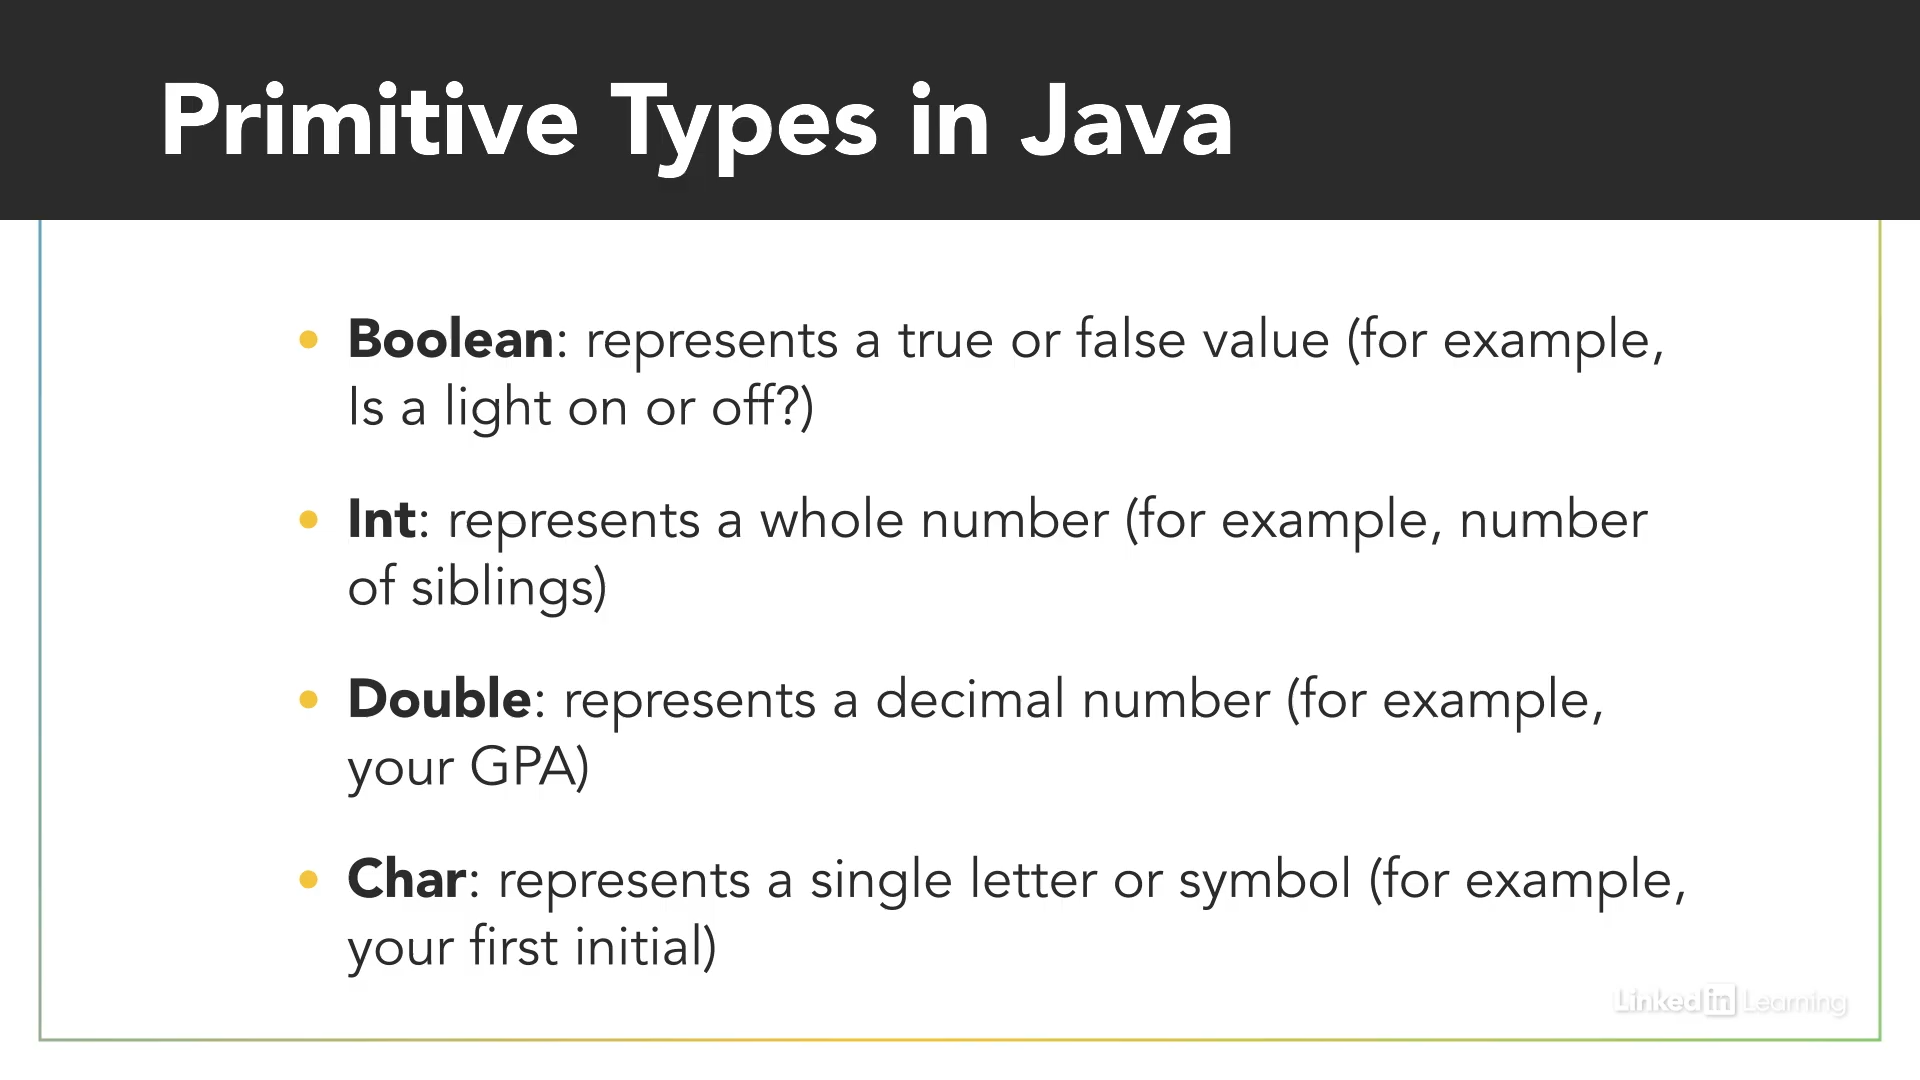 Primitive Types in Java
• Boolean: represents a true or false value (for example,
Is a light on or off?)
• Int: represents a whole number (for example, number
of siblings)
• Double: represents a decimal number (for example,
your GPA)
• Char: represents a single letter or symbol (for example,
your first initial)
Linked in Learning